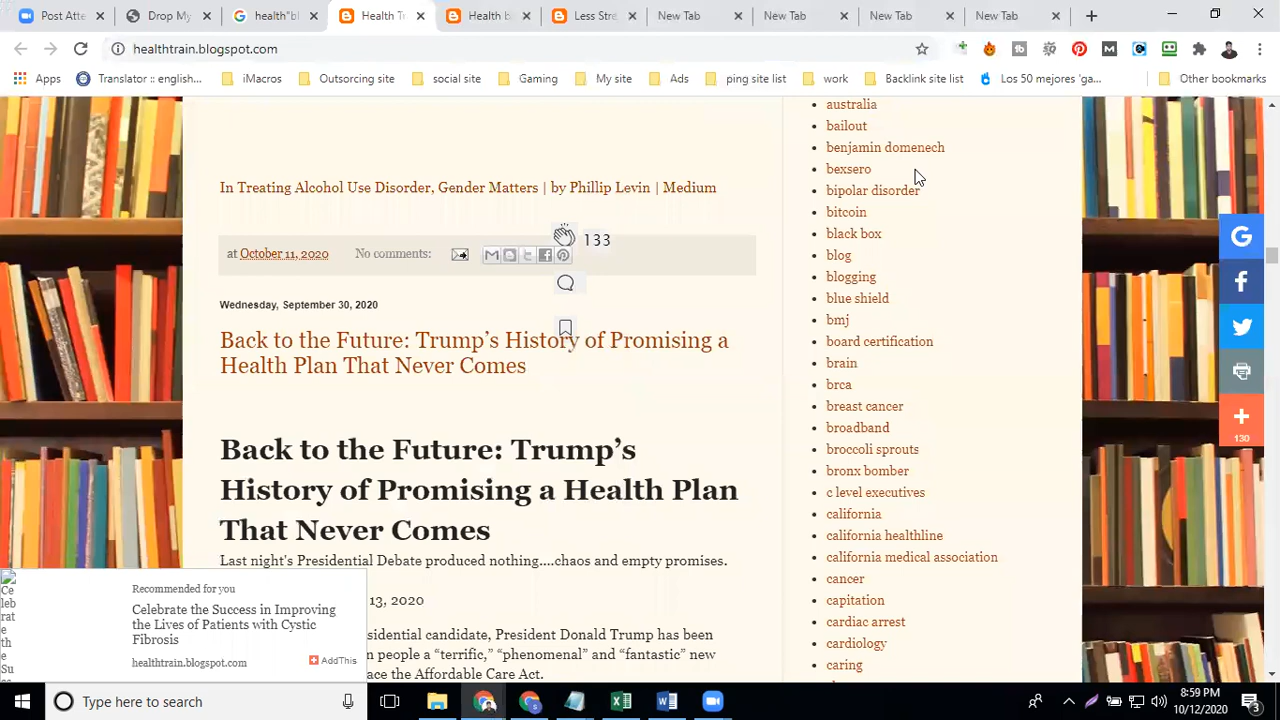 Post Atte
Drop My
health"bl
Health Tr
Health b
Less Stre
New Tab
New Tab
New Tab
New Tab
healthtrain.blogspot.com
Apps
Translator :: english...
iMacros
Outsorcing site
social site
Gaming
My site
Ads
ping site list
work
Backlink site list
Los 50 mejores 'ga...
Other bookmarks
In Treating Alcohol Use Disorder, Gender Matters | by Phillip Levin | Medium
133
at October 11, 2020 No comments:
Wednesday, September 30, 2020
Back to the Future: Trump’s History of Promising a
Health Plan That Never Comes
Back to the Future: Trump’s
History of Promising a Health Plan
That Never Comes
Last night's Presidential Debate produced nothing....chaos and empty promises.
13, 2020
sidential candidate, President Donald Trump has been
n people a “terrific,” “phenomenal” and “fantastic” new
ace the Affordable Care Act.
australia
bailout
benjamin domenech
bexsero
bipolar disorder
bitcoin
black box
blog
blogging
blue shield
bmj
board certification
brain
brca
breast cancer
broadband
broccoli sprouts
bronx bomber
c level executives
california
california healthline
california medical association
cancer
capitation
cardiac arrest
cardiology
caring
130
Ce
leb
rat
e
the
Su
Recommended for you
Celebrate the Success in Improving
the Lives of Patients with Cystic
Fibrosis
healthtrain.blogspot.com
AddThis
Type here to search
8:59 PM
10/12/2020
3